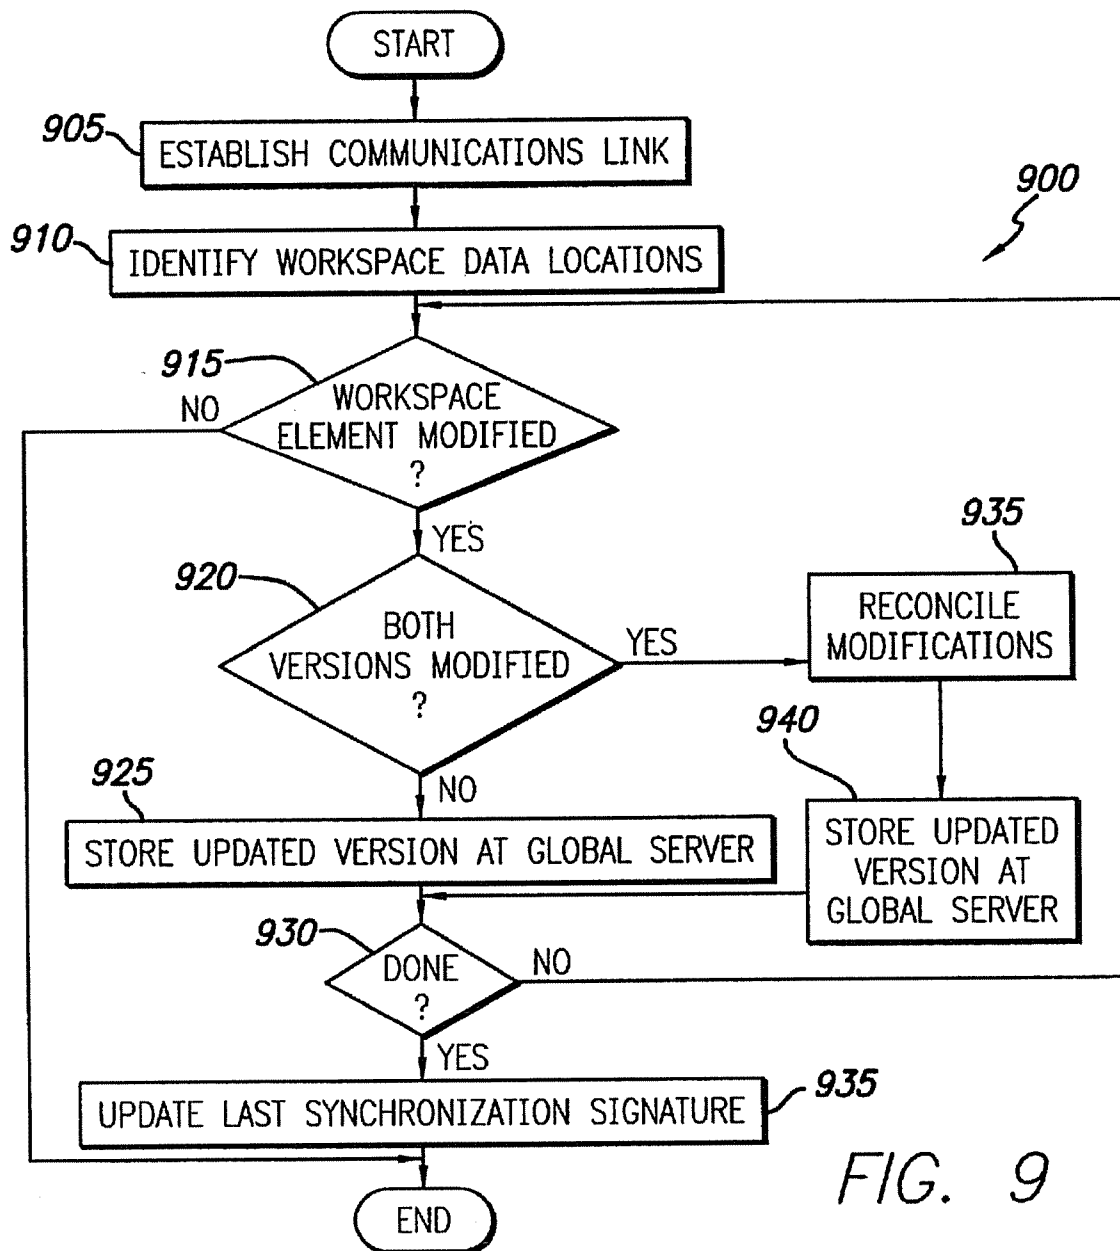 START
905
ESTABLISH COMMUNICATIONS LINK
900
910
IDENTIFY WORKSPACE DATA LOCATIONS
915
NO
WORKSPACE
ELEMENT MODIFIED
?
YES
935
920
RECONCILE
MODIFICATIONS
BOTH
VERSIONS MODIFIED
?
YES
940
925
NO
STORE UPDATED VERSION AT GLOBAL SERVER
STORE UPDATED
VERSION AT
GLOBAL SERVER
930
DONE
?
NO
YES
935
UPDATE LAST SYNCHRONIZATION SIGNATURE
END
FIG. 9